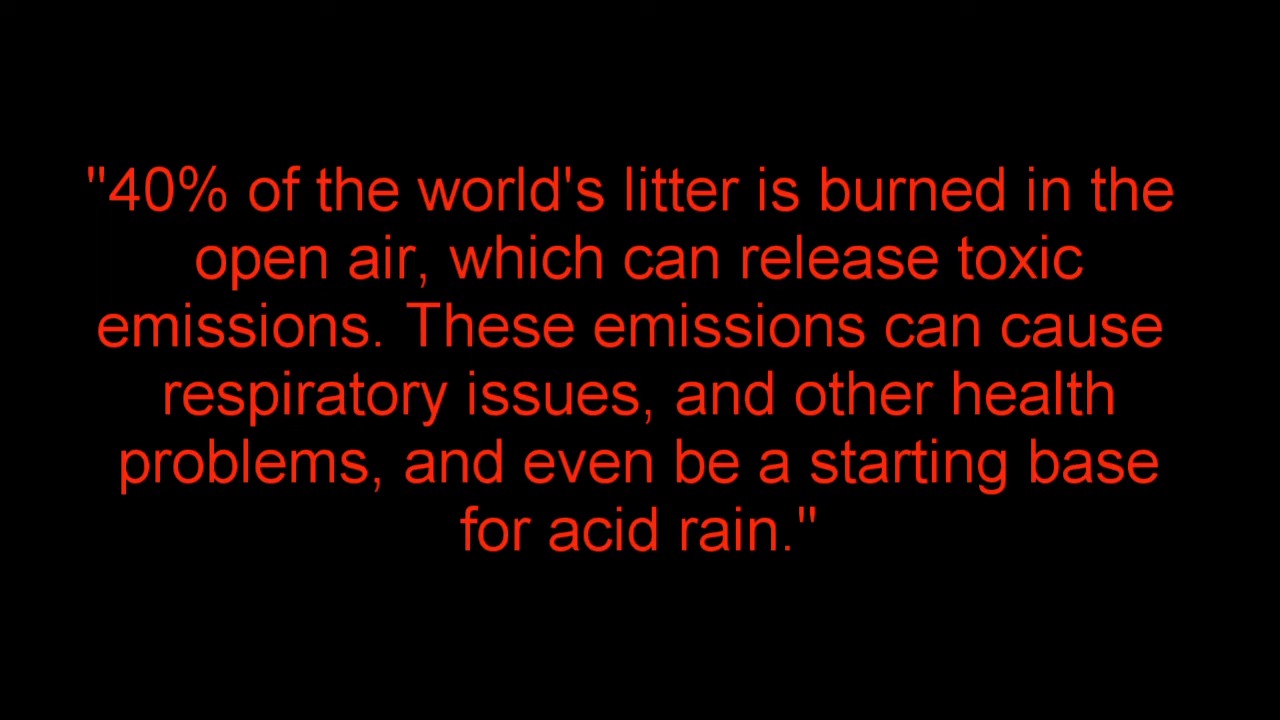 "40% of the world's litter is burned in the
open air, which can release toxic
emissions. These emissions can cause
respiratory issues, and other health
problems, and even be a starting base
for acid rain."